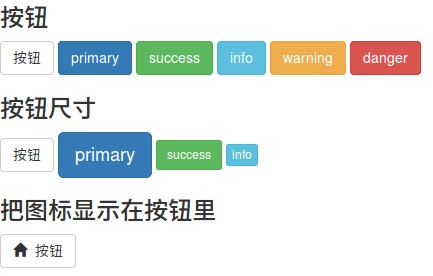 按钮
按钮 primary success info warning danger
按钮尺寸
按钮 primary success info
把图标显示在按钮里
按钮